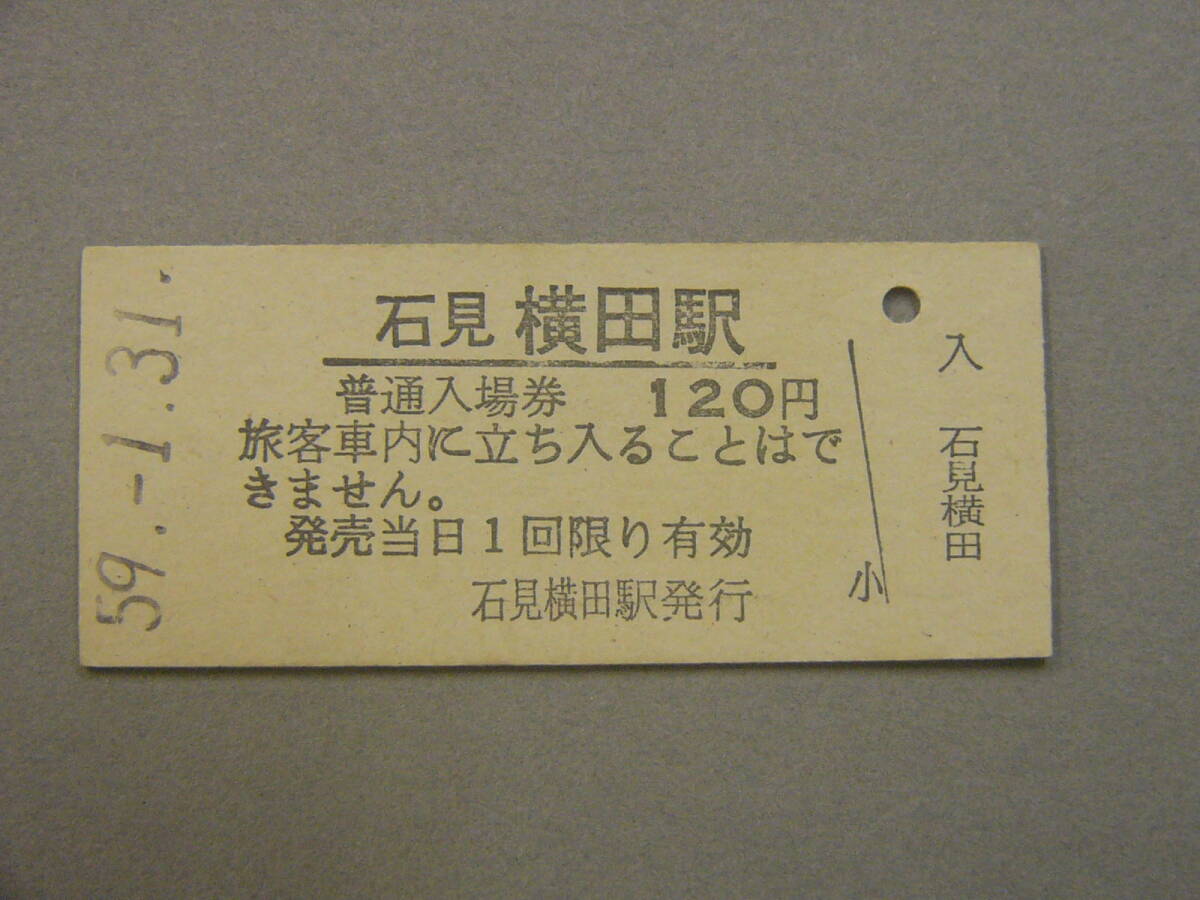 59.-1.31.
石見横田駅
普通入場券 120円
旅客車内に立ち入ることはで
きません。
発売当日1回限り有効
石見横田駅発行
小
入
石見横田